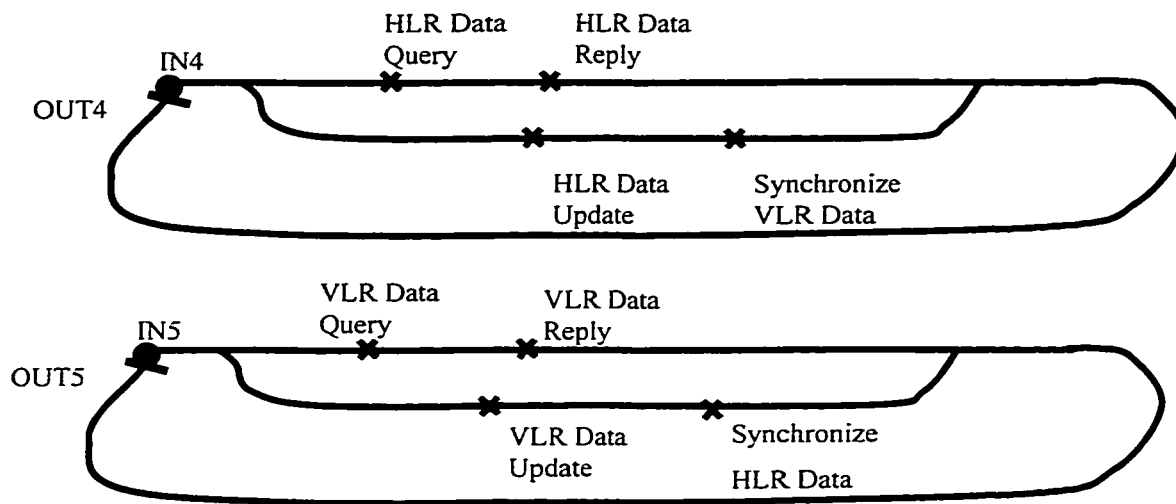 HLR Data
Query
HLR Data
Reply
IN4
OUT4
HLR Data
Update
Synchronize
VLR Data
VLR Data
Query
VLR Data
Reply
IN5
OUT5
VLR Data
Update
Synchronize
HLR Data